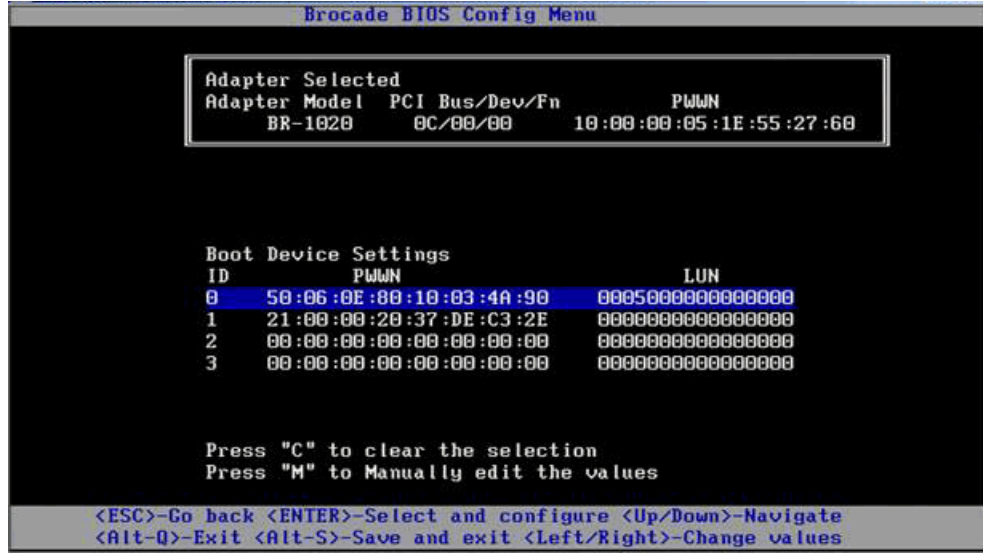 Brocade BIOS Config Menu
Adapter Selected
Adapter Model PCI Bus/Dev/Fn PWWN
BR-1020 0C/00/00 10:00:00:05:1E:55:27:60
Boot Device Settings
ID PWWN LUN
0 50:06:0E:80:10:03:4A:90 0005000000000000
1 21:00:00:20:37:DE:C3:2E 0000000000000000
2 00:00:00:00:00:00:00:00 0000000000000000
3 00:00:00:00:00:00:00:00 0000000000000000
Press "C" to clear the selection
Press "M" to Manually edit the values
<ESC>-Go back <ENTER>-Select and configure <Up/Down>-Navigate
<Alt-Q>-Exit <Alt-S>-Save and exit <Left/Right>-Change values